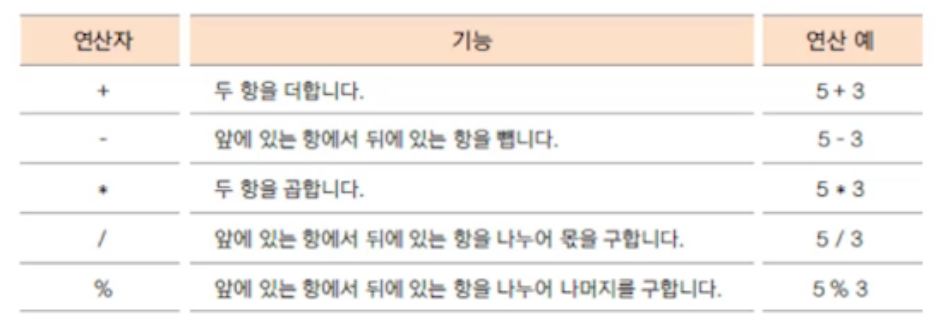 연산자 기능 연산 예
+ 두 항을 더합니다. 5 + 3
- 앞에 있는 항에서 뒤에 있는 항을 뺍니다. 5 - 3
* 두 항을 곱합니다. 5 * 3
/ 앞에 있는 항에서 뒤에 있는 항을 나누어 몫을 구합니다. 5 / 3
% 앞에 있는 항에서 뒤에 있는 항을 나누어 나머지를 구합니다. 5 % 3